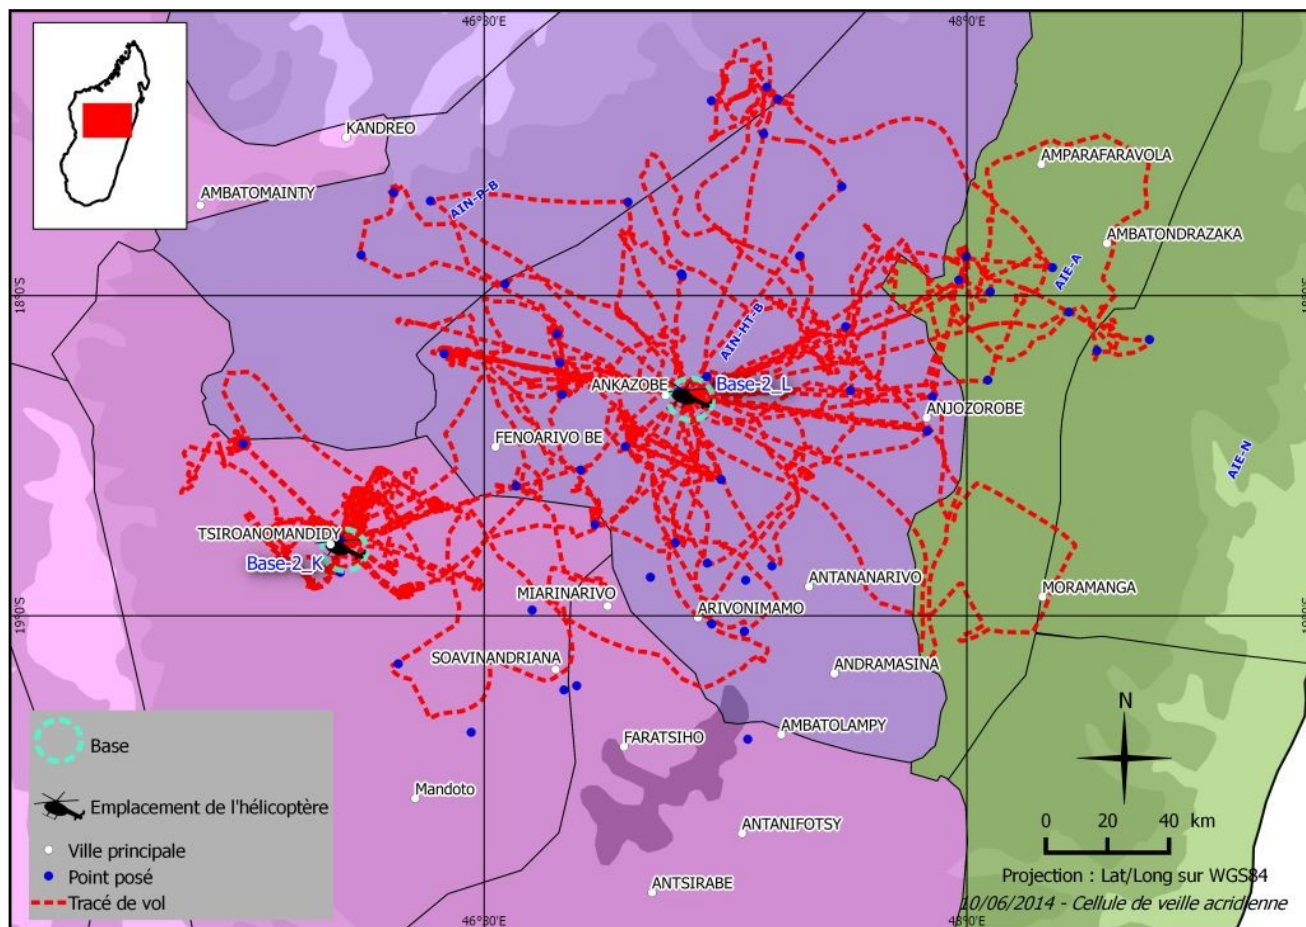 46°30'E
48°0'E
KANDREO
AMPARAFARAVOLA
AMBATOMAINTY
AIN-P-B
AMBATONDRAZAKA
AIE-A
18°0'S
18°0'S
AIN-HT-B
ANKAZOBE
Base-2_L
ANJOZOROBE
FENOARIVO BE
AIE-N
TSIROANOMANDIDY
Base-2_K
MIARINARIVO
ANTANANARIVO
MORAMANGA
19°0'S
ARIVONIMAMO
SOAVINANDRIANA
ANDRAMASINA
AMBATOLAMPY
FARATSIHO
Mandoto
ANTANIFOTSY
ANTSIRABE
Base
Emplacement de l'hélicoptère
Ville principale
Point posé
Tracé de vol
N
0 20 40 km
Projection : Lat/Long sur WGS84
10/06/2014 - Cellule de veille acridienne
46°30'E
48°0'E